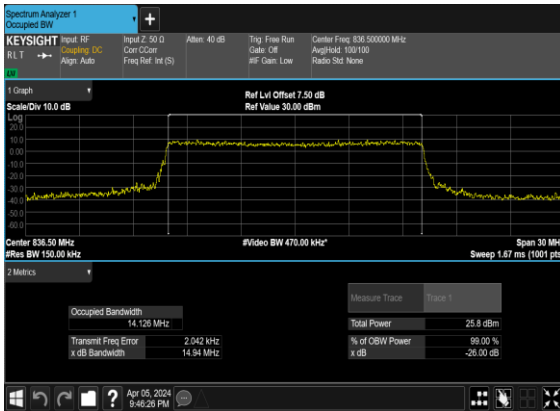 Spectrum Analyzer 1
Occupied BW
+
KEYSIGHT Input: RF Input Z: 50 Ω Atten: 40 dB Trig: Free Run Center Freq: 836.500000 MHz
RLT Coupling: DC Corr CCorr Gate: Off Avg|Hold: 100/100
Align: Auto Freq Ref: Int (S) #IF Gain: Low Radio Std: None
1 Graph
Ref Lvl Offset 7.50 dB
Scale/Div 10.0 dB Ref Value 30.00 dBm
Log
20.0
10.0
0.00
-10.0
-20.0
-30.0
-40.0
-50.0
-60.0
Center 836.50 MHz #Video BW 470.00 kHz* Span 30 MH
#Res BW 150.00 kHz Sweep 1.67 ms (1001 pts
2 Metrics
Measure Trace Trace 1
Occupied Bandwidth
14.126 MHz Total Power 25.8 dBm
Transmit Freq Error 2.042 kHz % of OBW Power 99.00 %
x dB Bandwidth 14.94 MHz x dB -26.00 dB
? Apr 05, 2024
9:46:26 PM